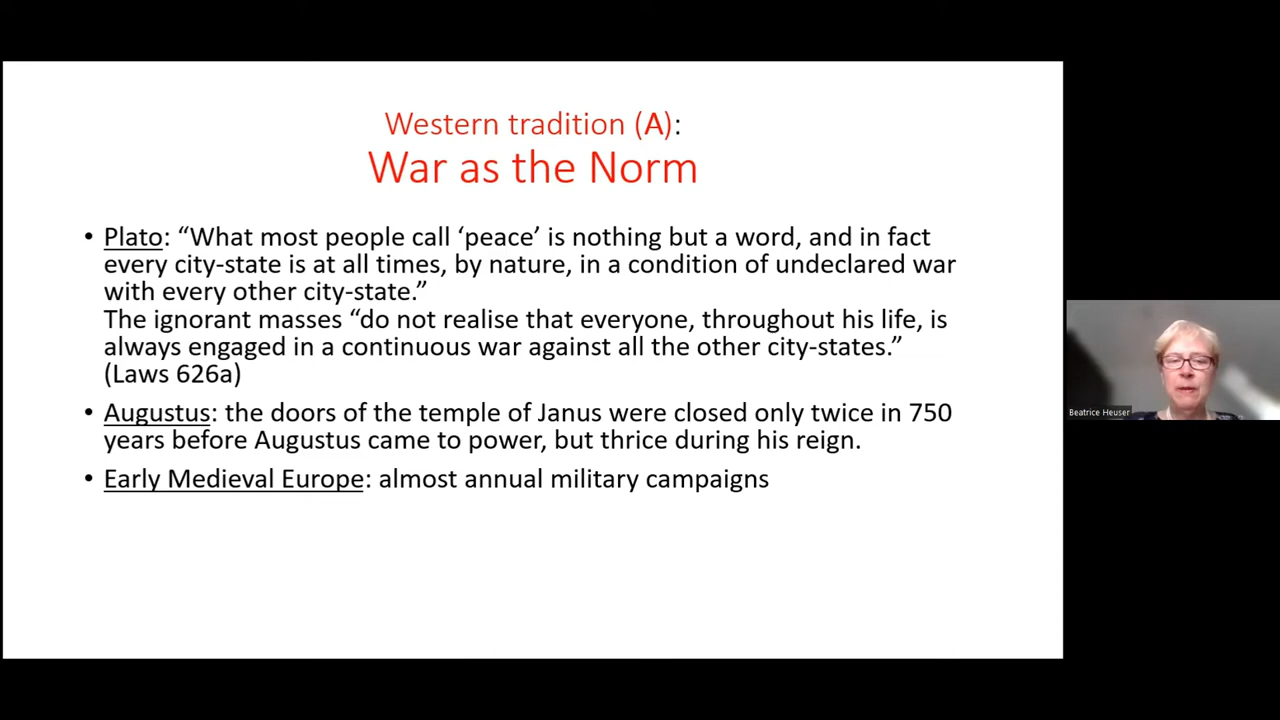 Western tradition (A):
War as the Norm
• Plato: “What most people call ‘peace’ is nothing but a word, and in fact
every city-state is at all times, by nature, in a condition of undeclared war
with every other city-state.”
The ignorant masses “do not realise that everyone, throughout his life, is
always engaged in a continuous war against all the other city-states.”
(Laws 626a)
• Augustus: the doors of the temple of Janus were closed only twice in 750
years before Augustus came to power, but thrice during his reign.
• Early Medieval Europe: almost annual military campaigns
Beatrice Heuser